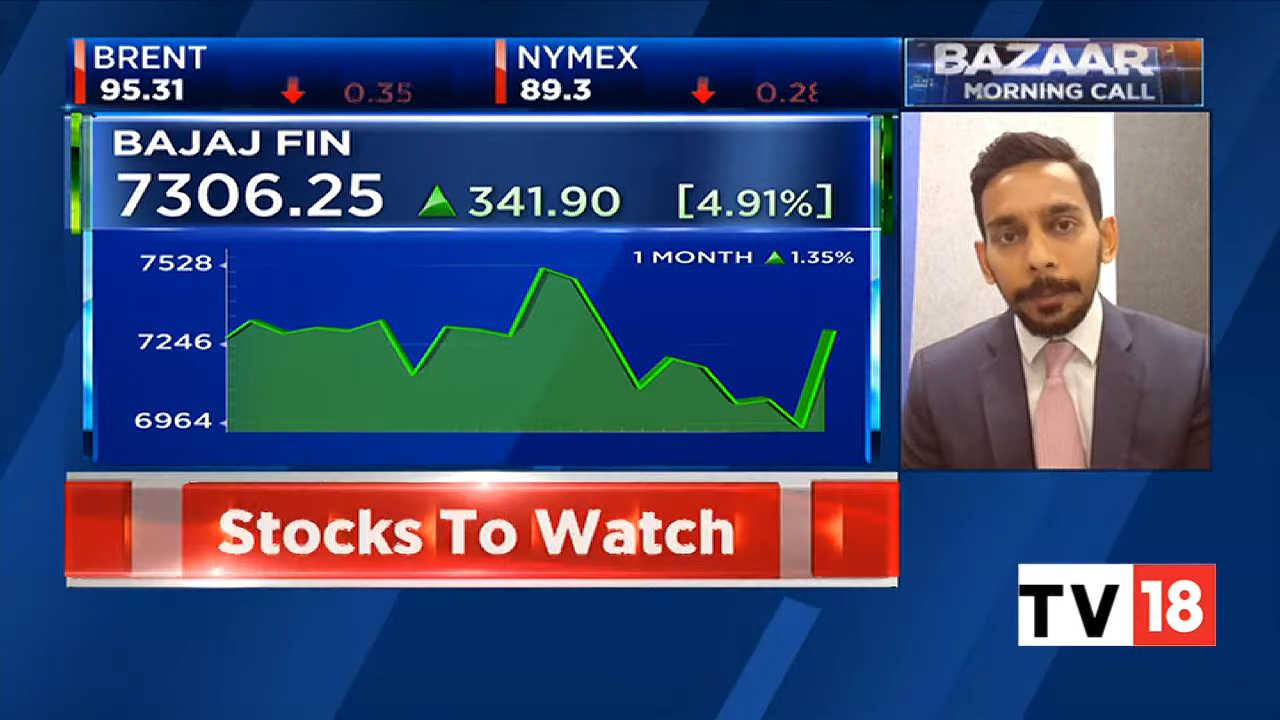 BRENT
95.31 0.35
NYMEX
89.3
BAZAAR
MORNING CALL
BAJAJ FIN
7306.25 341.90 [4.91%]
1 MONTH 1.35%
7528
7246
6964
Stocks To Watch
TV18